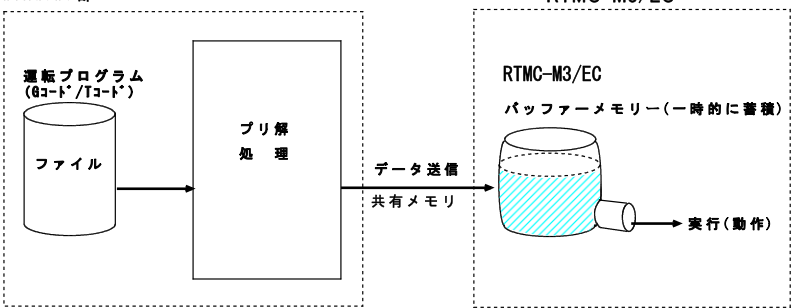 運転プログラム
(Gコード/Tコード)
ファイル
プリ解
処 理
データ送信
共有メモリ
RTMC-M3/EC
RTMC-M3/EC
バッファーメモリー(一時的に蓄積)
実行(動作)